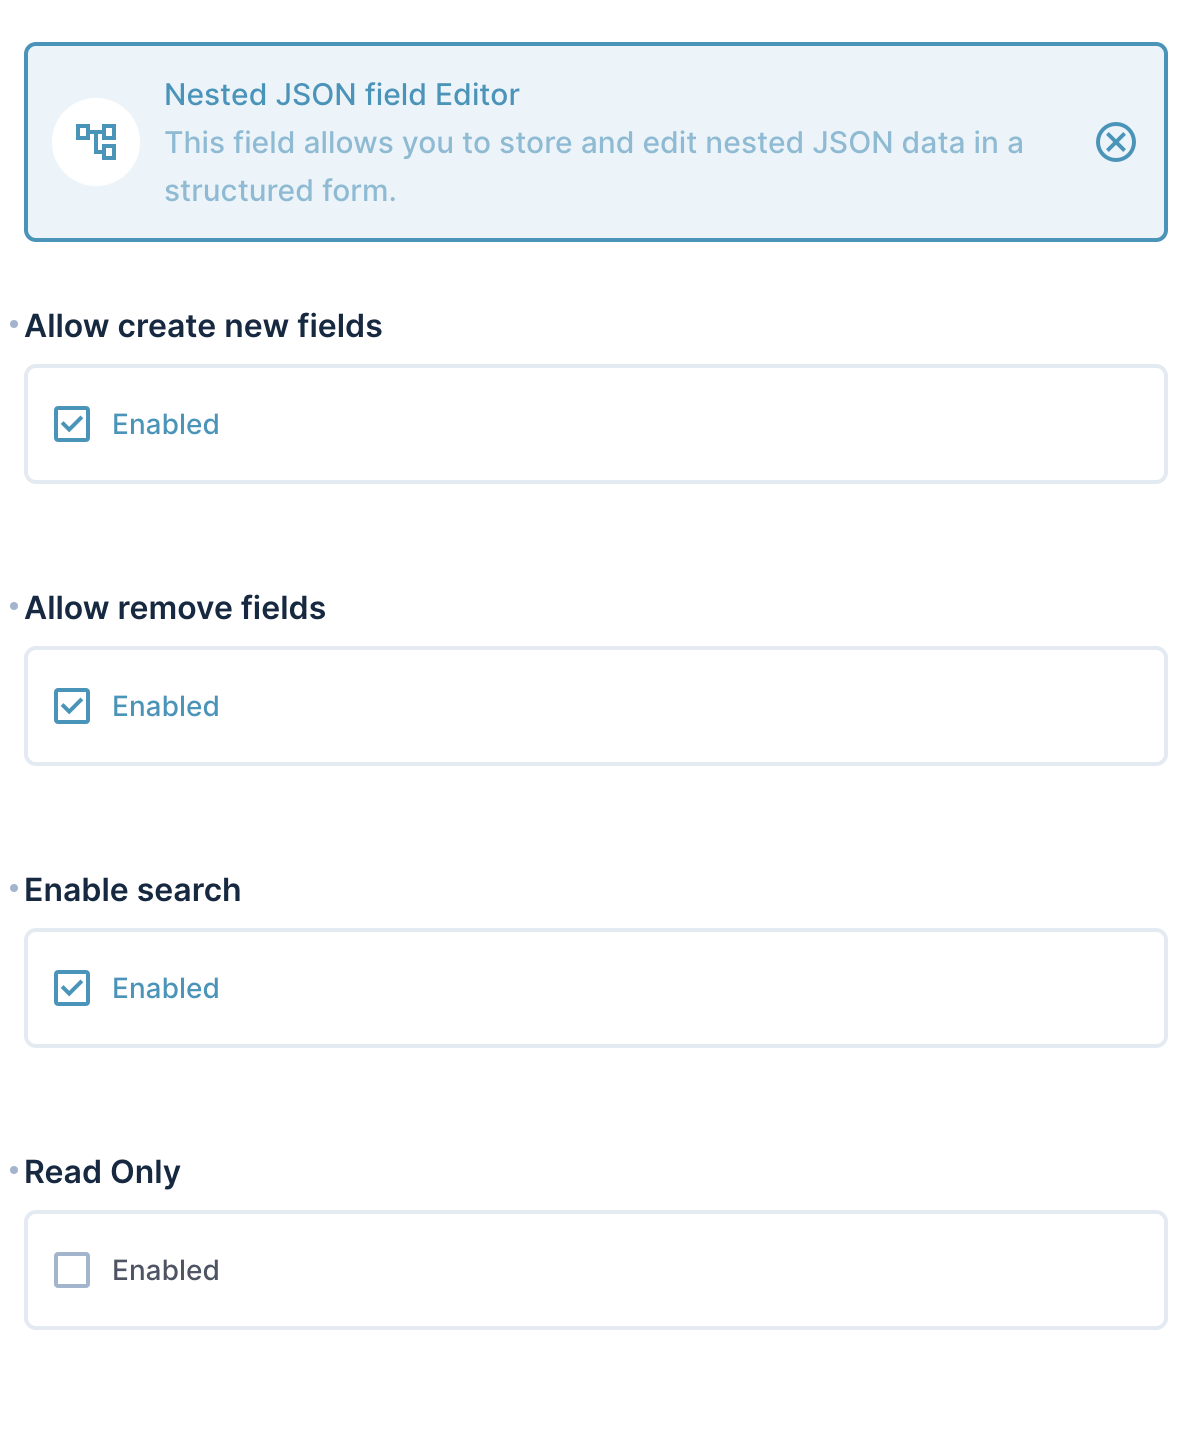 Nested JSON field Editor
This field allows you to store and edit nested JSON data in a
structured form.
Allow create new fields
Enabled
Allow remove fields
Enabled
Enable search
Enabled
Read Only
Enabled